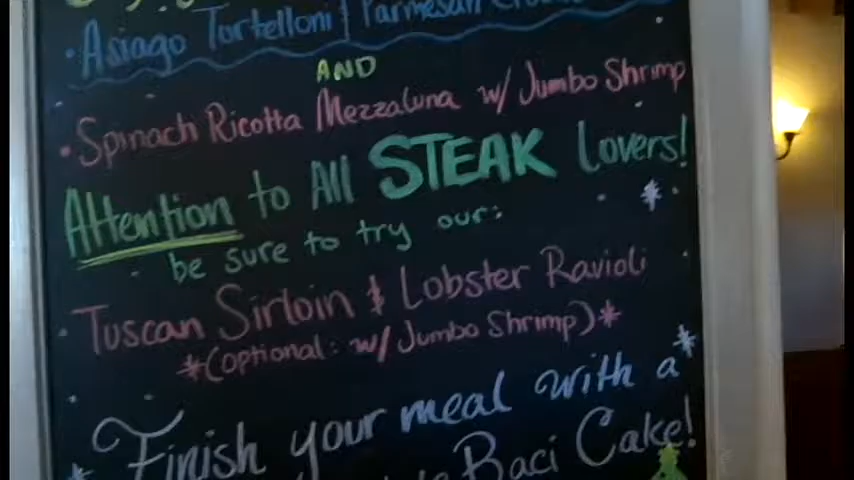 • Asiago Tortelloni & Parmesan
AND
• Spinach Ricotta Mezzaluna w/ Jumbo Shrimp
Attention to All STEAK lovers!
be sure to try our:
Tuscan Sirloin & Lobster Ravioli
*(optional: w/ Jumbo Shrimp)*
Finish your meal with a
Baci Cake!